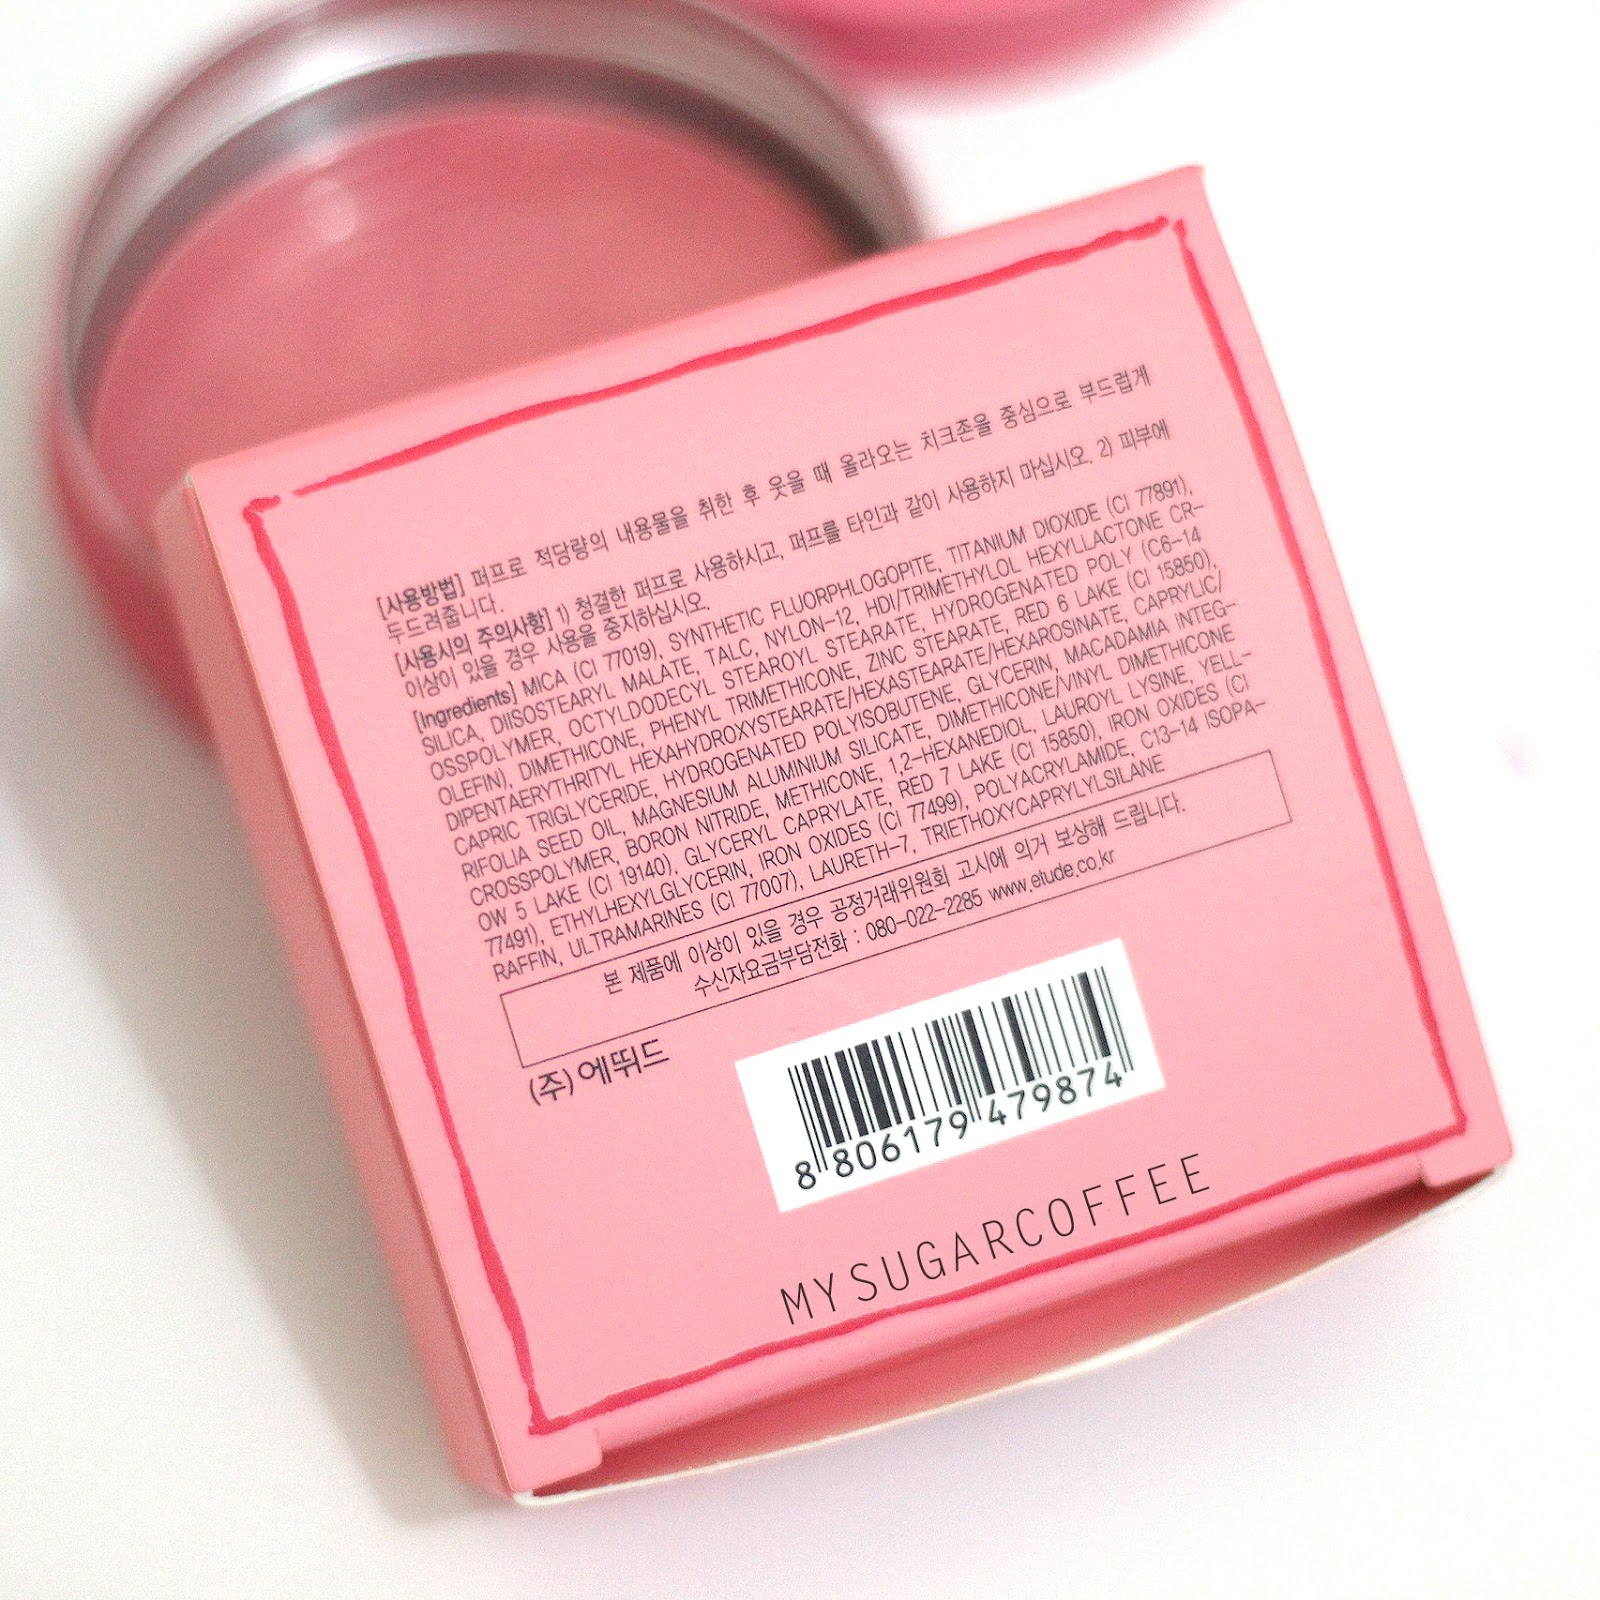 [사용방법] 퍼프로 적당량의 내용물을 취한 후 웃을 때 올라오는 치크존을 중심으로 부드럽게
두드려줍니다.
[사용시의 주의사항] 1) 청결한 퍼프로 사용하시고, 퍼프를 타인과 같이 사용하지 마십시오. 2) 피부에
이상이 있을 경우 사용을 중지하십시오.
[Ingredients] MICA (CI 77019), SYNTHETIC FLUORPHLOGOPITE, TITANIUM DIOXIDE (CI 77891),
SILICA, DIISOSTEARYL MALATE, TALC, NYLON-12, HDI/TRIMETHYLOL HEXYLLACTONE CR-
OSSPOLYMER, OCTYLDODECYL STEAROYL STEARATE, HYDROGENATED POLY (C6-14
OLEFIN), DIMETHICONE, PHENYL TRIMETHICONE, ZINC STEARATE, RED 6 LAKE (CI 15850),
DIPENTAERYTHRITYL HEXAHYDROXYSTEARATE/HEXASTEARATE/HEXAROSINATE, CAPRYLIC/
CAPRIC TRIGLYCERIDE, HYDROGENATED POLYISOBUTENE, GLYCERIN, MACADAMIA INTEG-
RIFOLIA SEED OIL, MAGNESIUM ALUMINIUM SILICATE, DIMETHICONE/VINYL DIMETHICONE
CROSSPOLYMER, BORON NITRIDE, METHICONE, 1,2-HEXANEDIOL, LAUROYL LYSINE, YELL-
OW 5 LAKE (CI 19140), GLYCERYL CAPRYLATE, RED 7 LAKE (CI 15850), IRON OXIDES (CI
77491), ETHYLHEXYLGLYCERIN, IRON OXIDES (CI 77499), POLYACRYLAMIDE, C13-14 ISOPA-
RAFFIN, ULTRAMARINES (CI 77007), LAURETH-7, TRIETHOXYCAPRYLYLSILANE
본 제품에 이상이 있을 경우 공정거래위원회 고시에 의거 보상해 드립니다.
수신자요금부담전화 : 080-022-2285 www.etude.co.kr
(주)에뛰드
8 806179 479874
MYSUGARCOFFEE